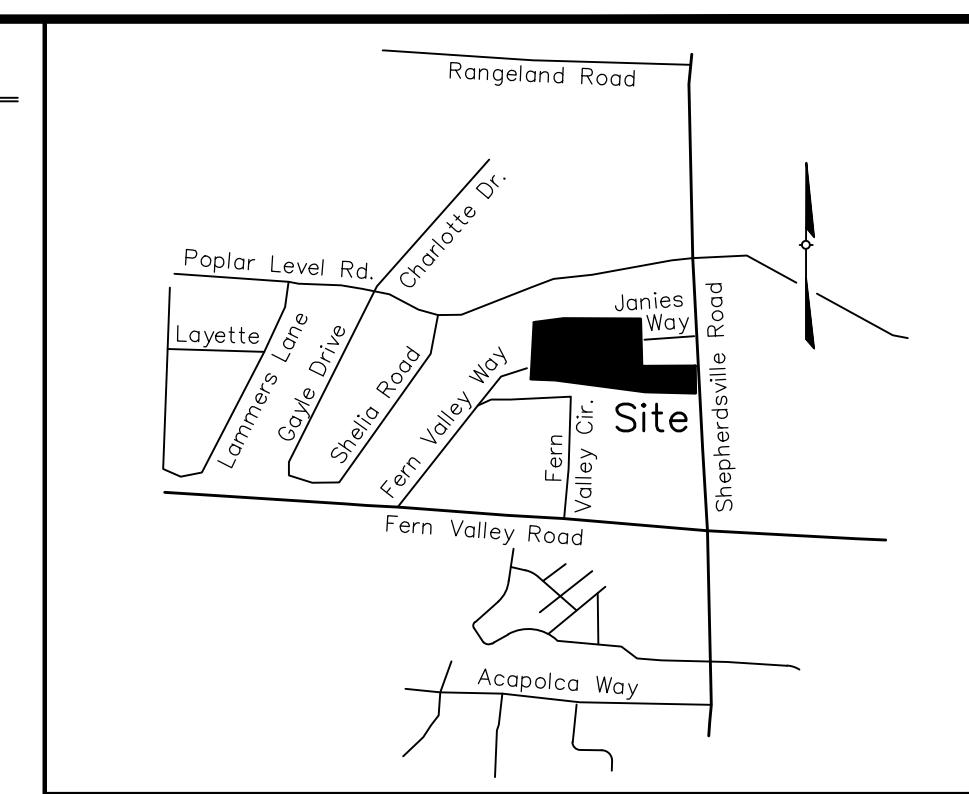 Rangeland Road
Charlotte Dr.
Poplar Level Rd.
Janies
Way
Layette
Lammers Lane
Gayle Drive
Shelia Road
Fern Valley Way
Fern
Valley Cir.
Site
Shepherdsville Road
Fern Valley Road
Acapolca Way